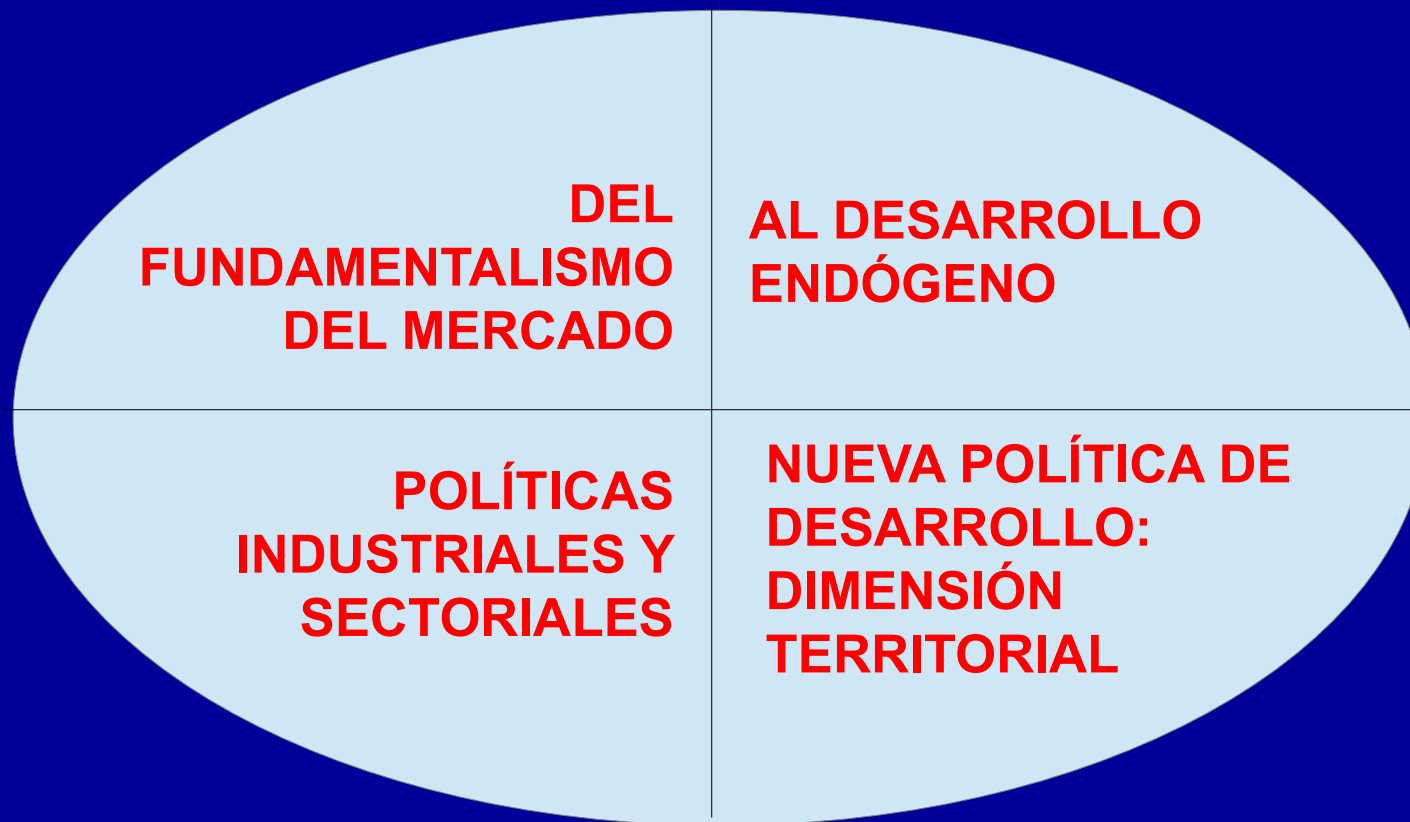 DEL
FUNDAMENTALISMO
DEL MERCADO
AL DESARROLLO
ENDÓGENO
POLÍTICAS
INDUSTRIALES Y
SECTORIALES
NUEVA POLÍTICA DE
DESARROLLO:
DIMENSIÓN
TERRITORIAL